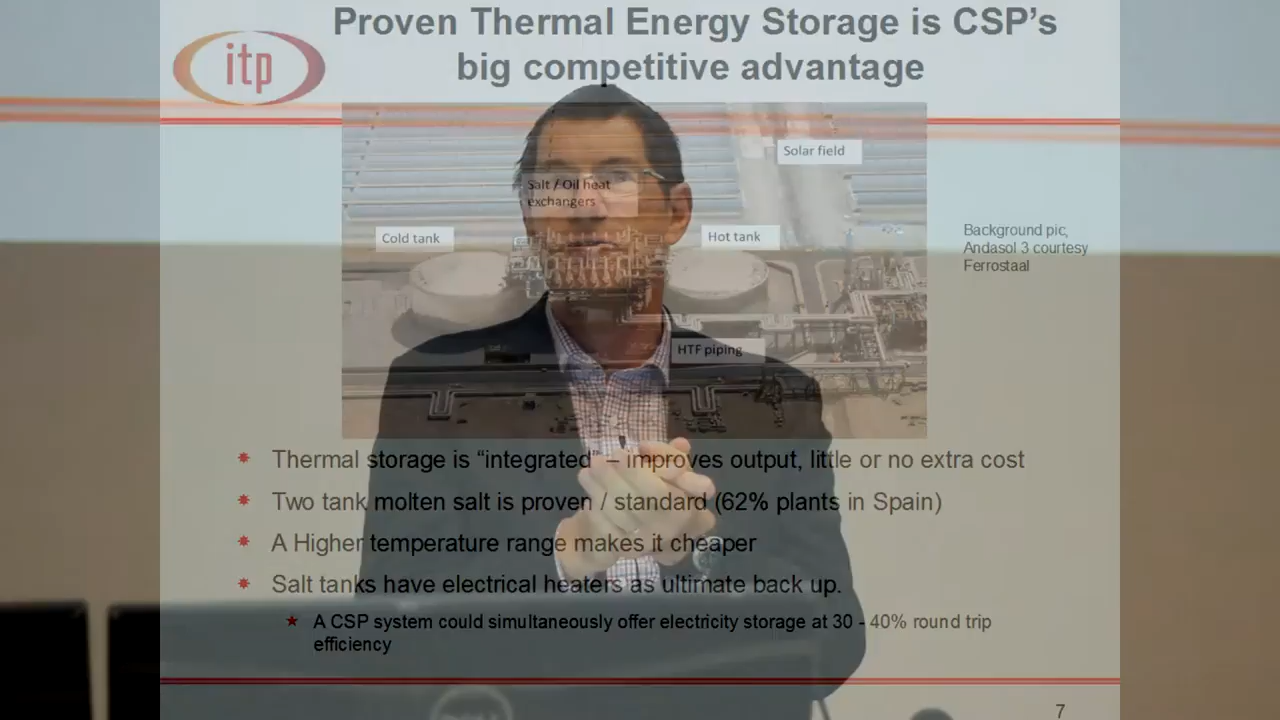 Proven Thermal Energy Storage is CSP's
big competitive advantage
itp
Solar field
Salt / Oil heat
exchangers
Cold tank
Hot tank
Background pic,
Andasol 3 courtesy
Ferrostaal
HTF piping
Thermal storage is “integrated” – improves output, little or no extra cost
Two tank molten salt is proven / standard (62% plants in Spain)
A Higher temperature range makes it cheaper
Salt tanks have electrical heaters as ultimate back up.
A CSP system could simultaneously offer electricity storage at 30 - 40% round trip
efficiency
7